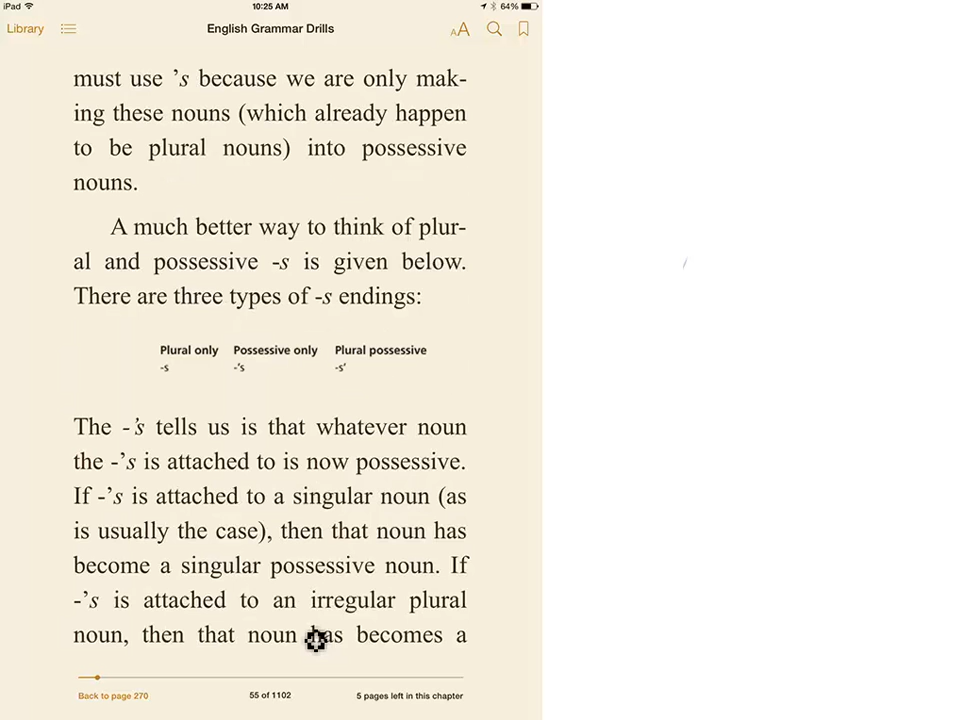 iPad 10:25 AM 64%
Library English Grammar Drills AA
must use ’s because we are only mak-
ing these nouns (which already happen
to be plural nouns) into possessive
nouns.
A much better way to think of plur-
al and possessive -s is given below.
There are three types of -s endings:
Plural only Possessive only Plural possessive
-s -’s -s’
The -’s tells us is that whatever noun
the -’s is attached to is now possessive.
If -’s is attached to a singular noun (as
is usually the case), then that noun has
become a singular possessive noun. If
-’s is attached to an irregular plural
noun, then that noun has becomes a
Back to page 270 55 of 1102 5 pages left in this chapter